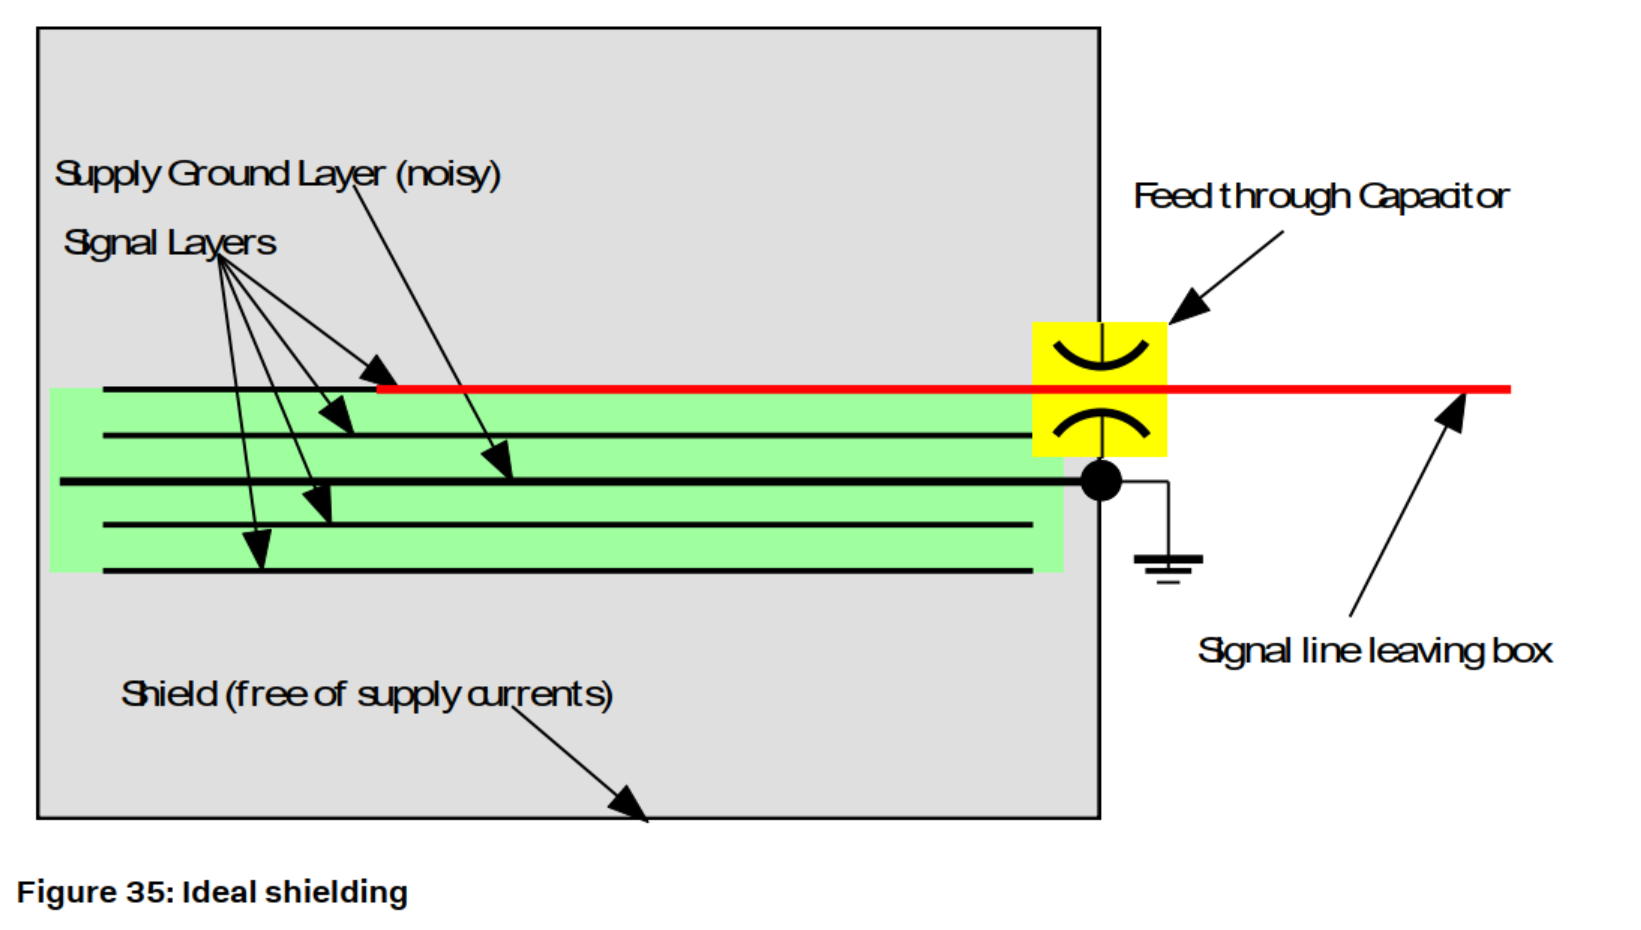 Supply Ground Layer (noisy)
Feed through Capacitor
Signal Layers
Signal line leaving box
Shield (free of supply currents)
Figure 35: Ideal shielding